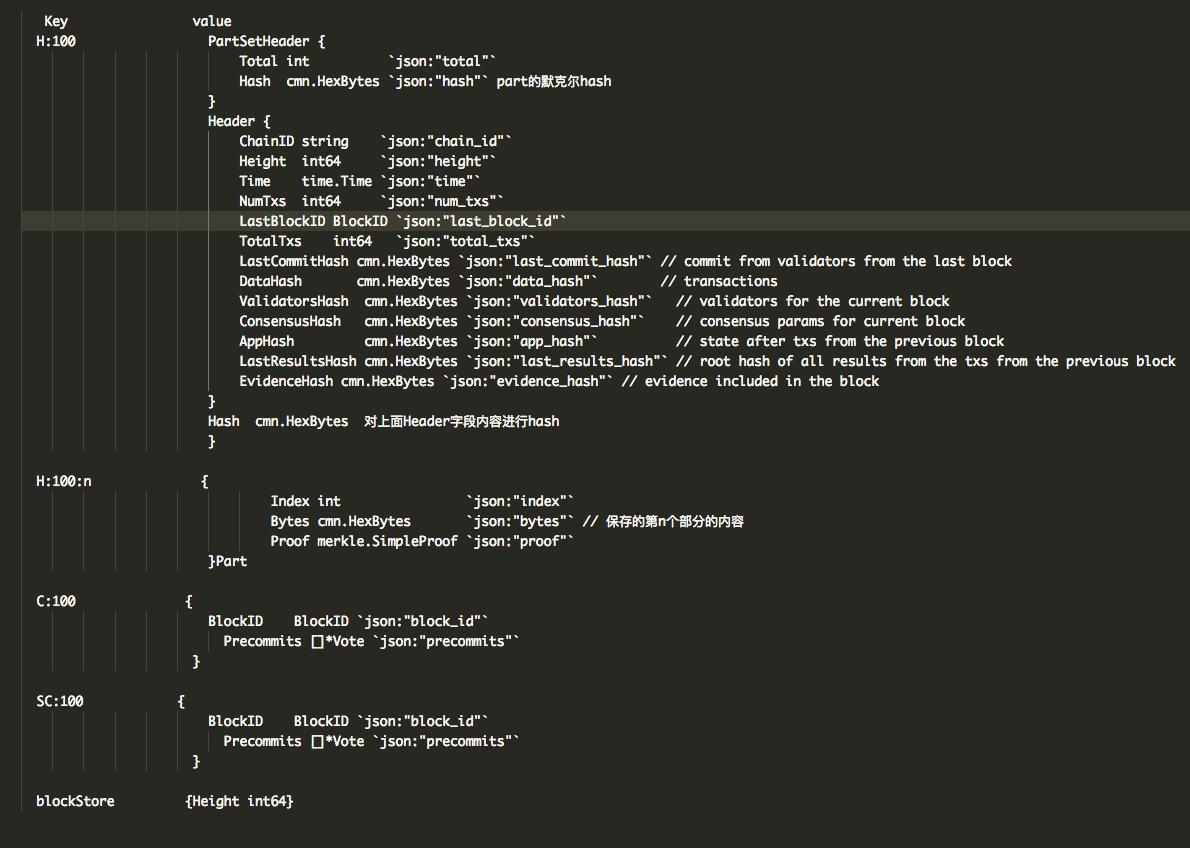 Key value
H:100 PartSetHeader {
Total int `json:"total"`
Hash cmn.HexBytes `json:"hash"` part的默克尔hash
}
Header {
ChainID string `json:"chain_id"`
Height int64 `json:"height"`
Time time.Time `json:"time"`
NumTxs int64 `json:"num_txs"`
LastBlockID BlockID `json:"last_block_id"`
TotalTxs int64 `json:"total_txs"`
LastCommitHash cmn.HexBytes `json:"last_commit_hash"` // commit from validators from the last block
DataHash cmn.HexBytes `json:"data_hash"` // transactions
ValidatorsHash cmn.HexBytes `json:"validators_hash"` // validators for the current block
ConsensusHash cmn.HexBytes `json:"consensus_hash"` // consensus params for current block
AppHash cmn.HexBytes `json:"app_hash"` // state after txs from the previous block
LastResultsHash cmn.HexBytes `json:"last_results_hash"` // root hash of all results from the txs from the previous block
EvidenceHash cmn.HexBytes `json:"evidence_hash"` // evidence included in the block
}
Hash cmn.HexBytes 对上面Header字段内容进行hash
}
H:100:n {
Index int `json:"index"`
Bytes cmn.HexBytes `json:"bytes"` // 保存的第n个部分的内容
Proof merkle.SimpleProof `json:"proof"`
}Part
C:100 {
BlockID BlockID `json:"block_id"`
Precommits []*Vote `json:"precommits"`
}
SC:100 {
BlockID BlockID `json:"block_id"`
Precommits []*Vote `json:"precommits"`
}
blockStore {Height int64}